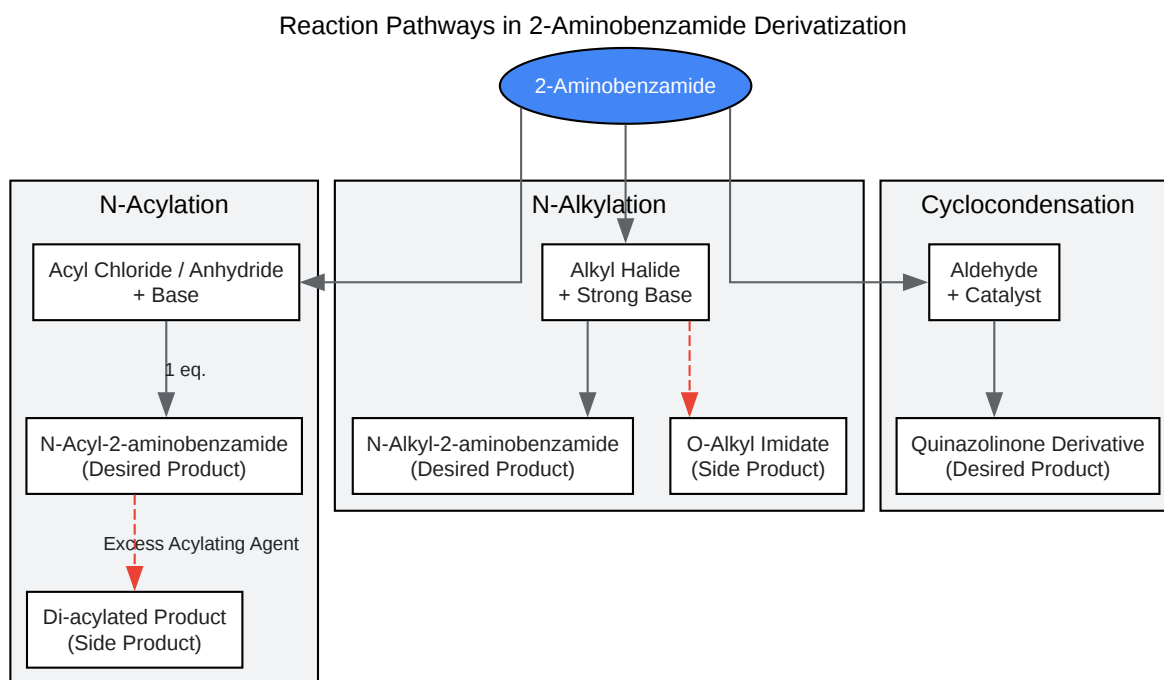 Reaction Pathways in 2-Aminobenzamide Derivatization
2-Aminobenzamide
N-Acylation
Acyl Chloride / Anhydride
+ Base
1 eq.
N-Acyl-2-aminobenzamide
(Desired Product)
Excess Acylating Agent
Di-acylated Product
(Side Product)
N-Alkylation
Alkyl Halide
+ Strong Base
N-Alkyl-2-aminobenzamide
(Desired Product)
O-Alkyl Imidate
(Side Product)
Cyclocondensation
Aldehyde
+ Catalyst
Quinazolinone Derivative
(Desired Product)